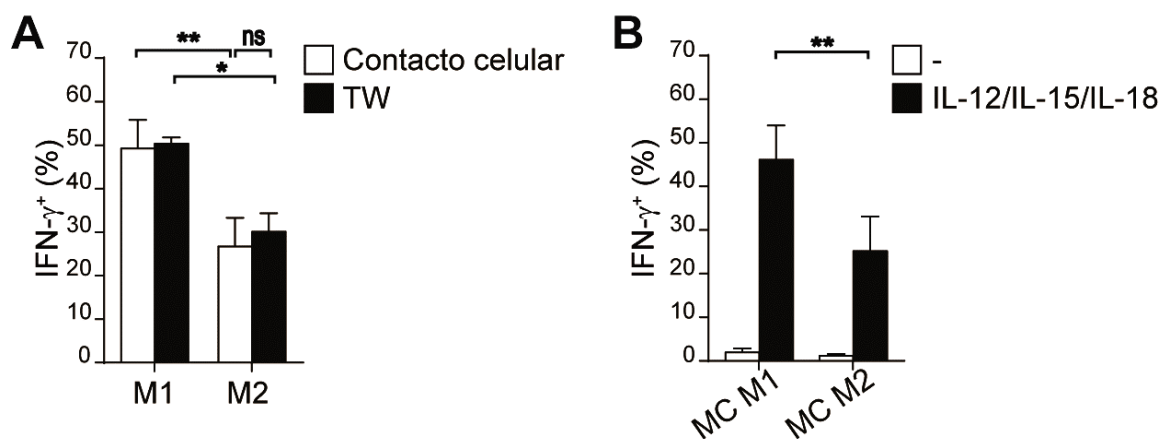 A
** ns
*
Contacto celular
TW
IFN-γ⁺ (%)
70
60
50
40
30
20
10
0
M1 M2
B
**
-
IL-12/IL-15/IL-18
IFN-γ⁺ (%)
70
60
50
40
30
20
10
0
MC M1 MC M2